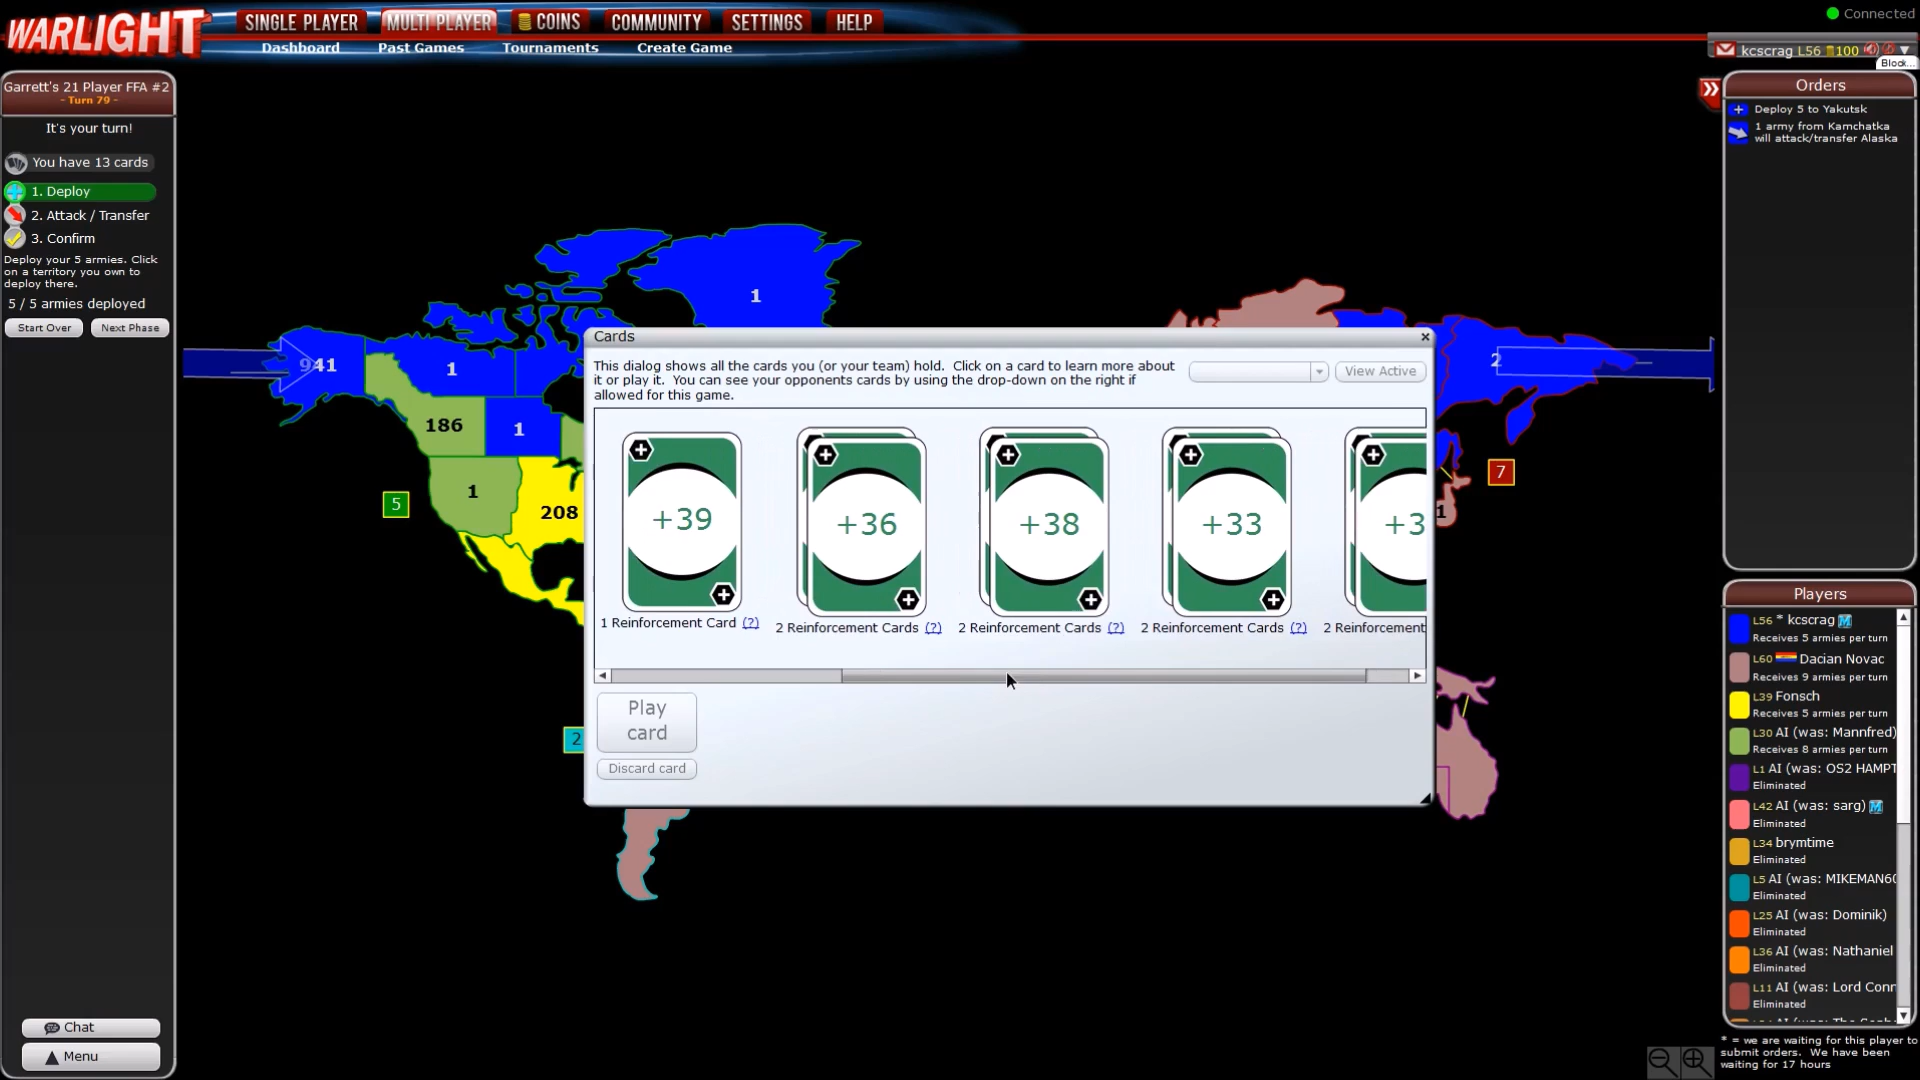 WARLIGHT
SINGLE PLAYER
MULTI PLAYER
COINS
COMMUNITY
SETTINGS
HELP
Connected
Dashboard
Past Games
Tournaments
Create Game
kcscrag L56 100
Block...
Garrett's 21 Player FFA #2
- Turn 79 -
It's your turn!
You have 13 cards
1. Deploy
2. Attack / Transfer
3. Confirm
Deploy your 5 armies. Click
on a territory you own to
deploy there.
5 / 5 armies deployed
Start Over
Next Phase
941
1
1
186
1
1
208
5
2
2
7
1
Cards
This dialog shows all the cards you (or your team) hold. Click on a card to learn more about
it or play it. You can see your opponents cards by using the drop-down on the right if
allowed for this game.
View Active
+39
+36
+38
+33
+3
1 Reinforcement Card (?)
2 Reinforcement Cards (?)
2 Reinforcement Cards (?)
2 Reinforcement Cards (?)
2 Reinforcement
Play
card
Discard card
Orders
Deploy 5 to Yakutsk
1 army from Kamchatka
will attack/transfer Alaska
Players
L56 * kcscrag M
Receives 5 armies per turn
L60 Dacian Novac
Receives 9 armies per turn
L39 Fonsch
Receives 5 armies per turn
L30 AI (was: Mannfred)
Receives 8 armies per turn
L1 AI (was: OS2 HAMPT
Eliminated
L42 AI (was: sarg) M
Eliminated
L34 brymtime
Eliminated
L5 AI (was: MIKEMAN60
Eliminated
L25 AI (was: Dominik)
Eliminated
L36 AI (was: Nathaniel
Eliminated
L11 AI (was: Lord Conr
Eliminated
* = we are waiting for this player to
submit orders. We have been
waiting for 17 hours
Chat
Menu